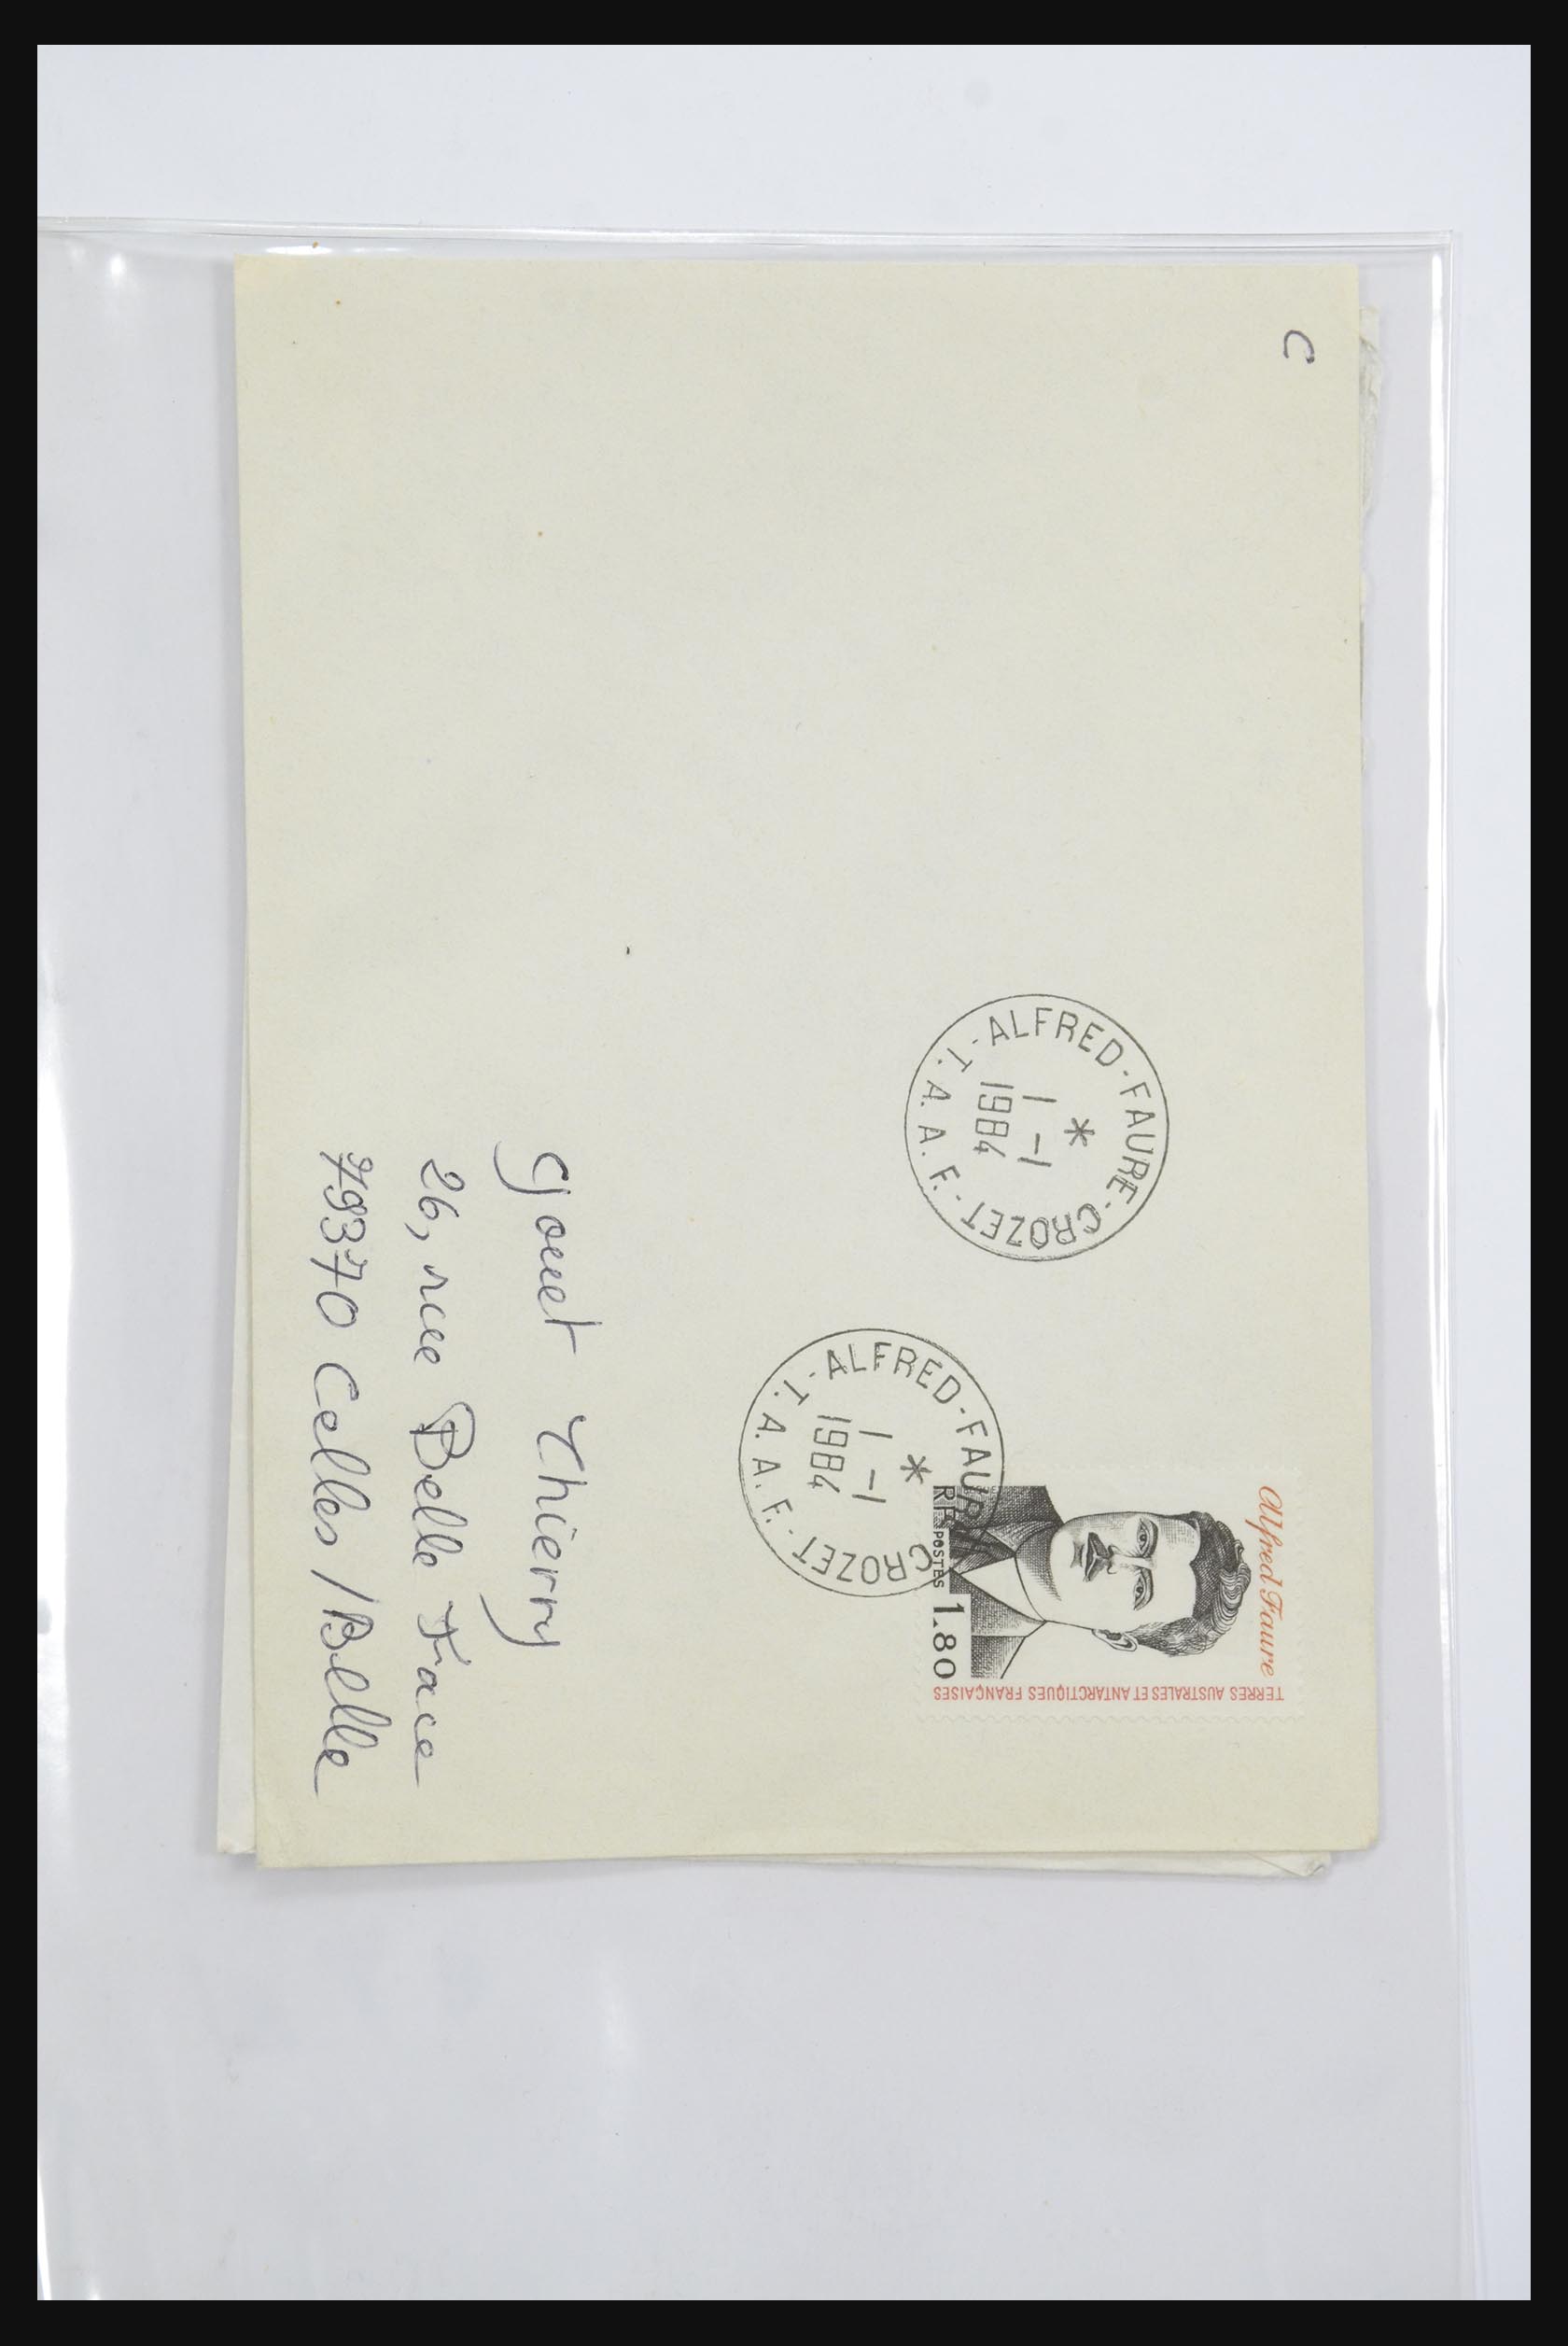 C
Alfred Faure
TERRES AUSTRALES ET ANTARCTIQUES FRANÇAISES
RF POSTES 1.80
ALFRED-FAURE-CROZET
*
1 -1
1984
T.A.A.F.
ALFRED-FAURE CROZET
*
1 -1
1984
T.A.A.F.
Thierry
26, rue Belle Face
79370 Celles/Belle